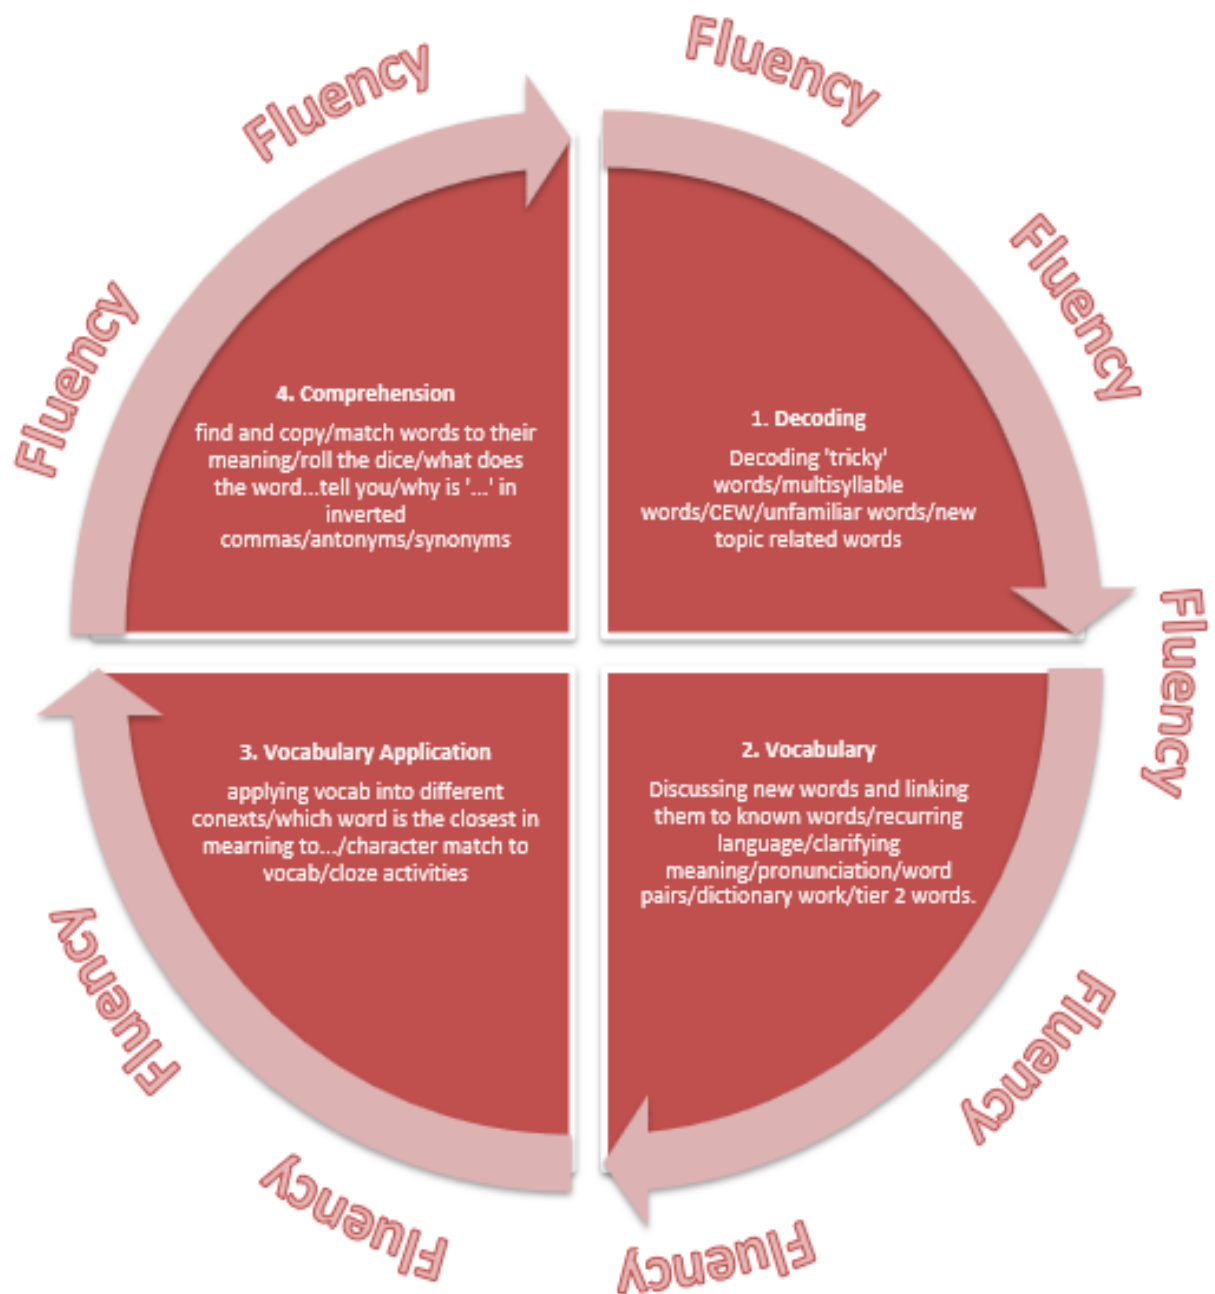 Fluency
Fluency
Fluency
Fluency
Fluency
Fluency
Fluency
Fluency
Fluency
1. Decoding
Decoding 'tricky'
words/multisyllable
words/CEW/unfamiliar words/new
topic related words
2. Vocabulary
Discussing new words and linking
them to known words/recurring
language/clarifying
meaning/pronunciation/word
pairs/dictionary work/tier 2 words.
3. Vocabulary Application
applying vocab into different
conexts/which word is the closest in
mearning to.../character match to
vocab/cloze activities
4. Comprehension
find and copy/match words to their
meaning/roll the dice/what does
the word...tell you/why is '...' in
inverted
commas/antonyms/synonyms